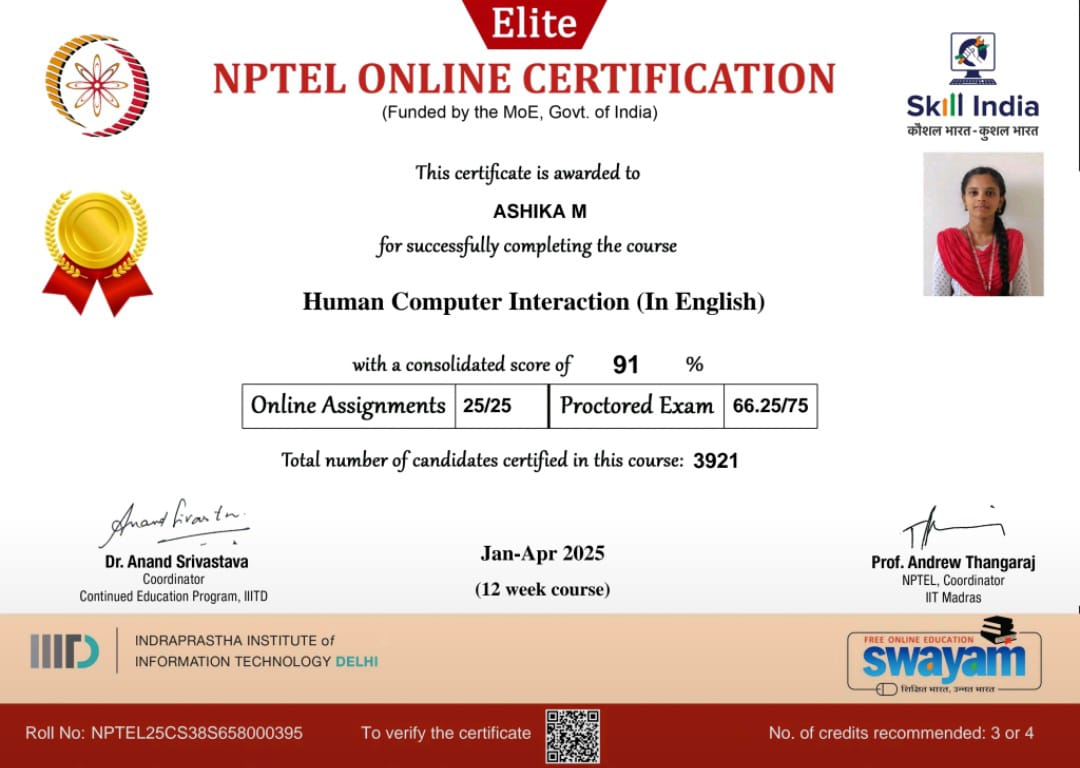 Elite
NPTEL ONLINE CERTIFICATION
(Funded by the MoE, Govt. of India)
Skill India
कौशल भारत - कुशल भारत
This certificate is awarded to
ASHIKA M
for successfully completing the course
Human Computer Interaction (In English)
with a consolidated score of 91 %
Online Assignments 25/25 Proctored Exam 66.25/75
Total number of candidates certified in this course: 3921
Anand Srivastava
Dr. Anand Srivastava
Coordinator
Continued Education Program, IIITD
Jan-Apr 2025
(12 week course)
Prof. Andrew Thangaraj
NPTEL, Coordinator
IIT Madras
IIITD
INDRAPRASTHA INSTITUTE of
INFORMATION TECHNOLOGY DELHI
FREE ONLINE EDUCATION
swayam
शिक्षित भारत, उन्नत भारत
Roll No: NPTEL25CS38S658000395
To verify the certificate
No. of credits recommended: 3 or 4